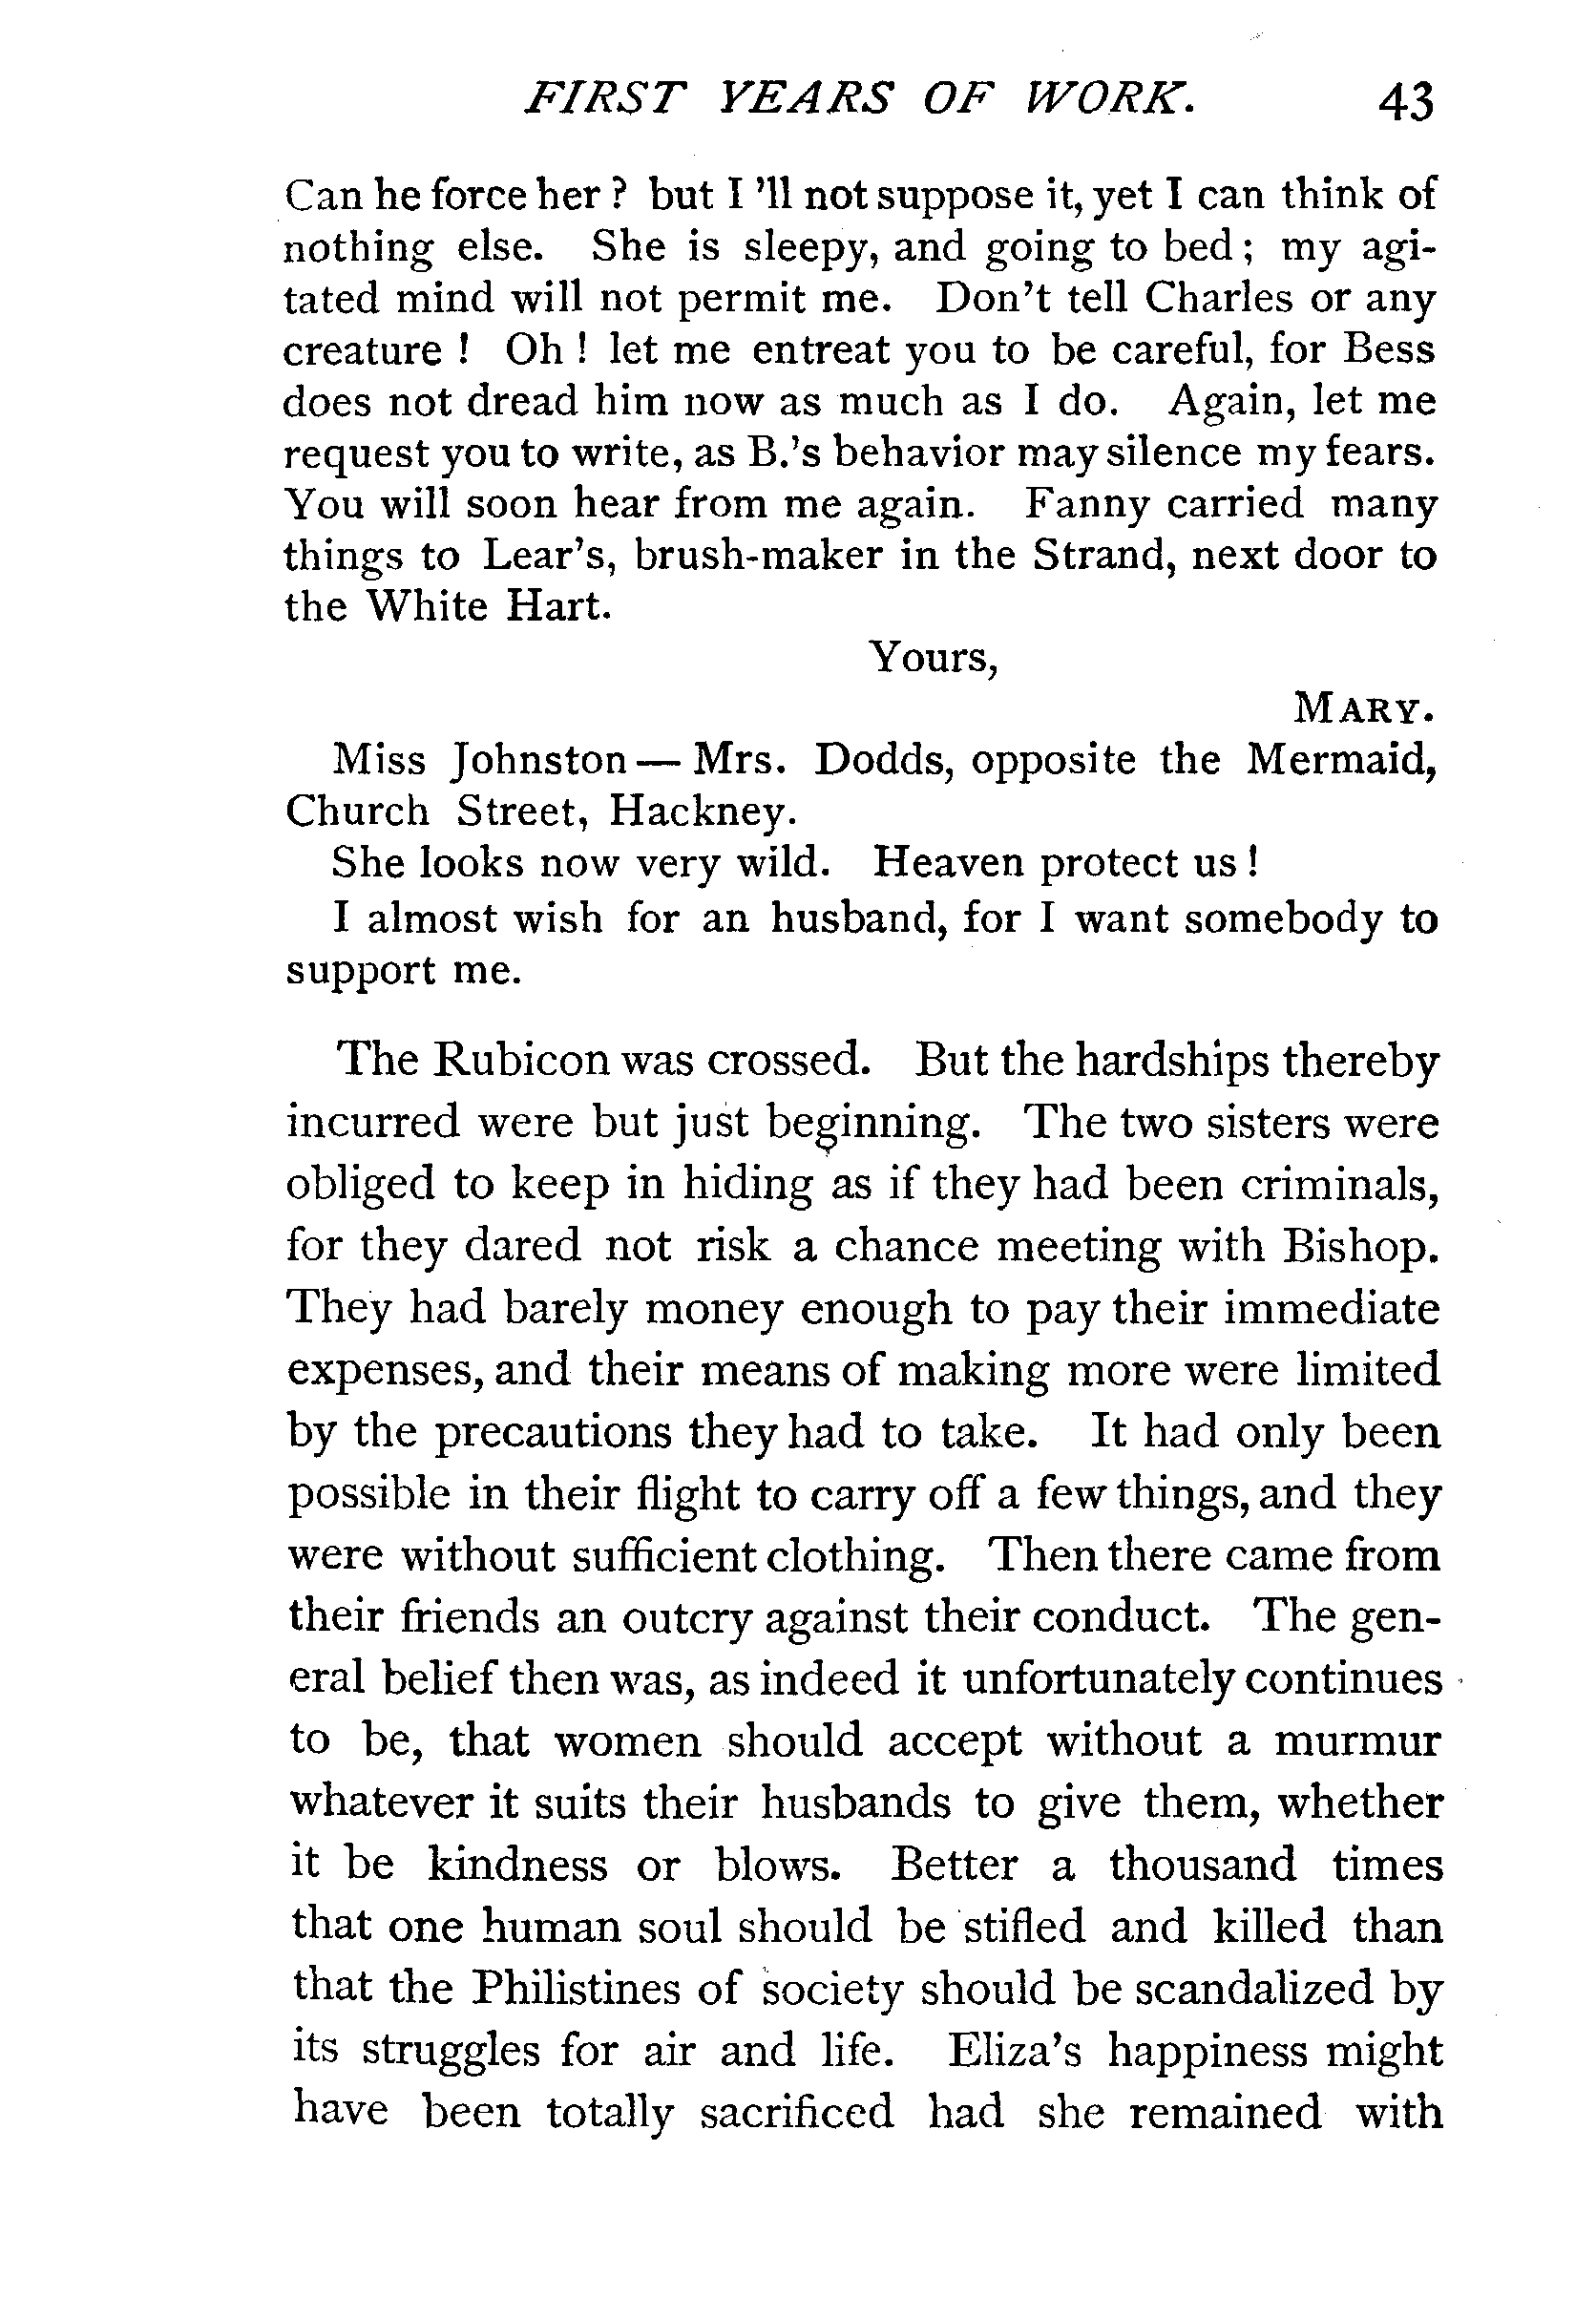 FIRST YEARS OF WORK. 43
Can he force her ? but I 'll not suppose it, yet I can think of
nothing else. She is sleepy, and going to bed ; my agi-
tated mind will not permit me. Don't tell Charles or any
creature ! Oh ! let me entreat you to be careful, for Bess
does not dread him now as much as I do. Again, let me
request you to write, as B.'s behavior may silence my fears.
You will soon hear from me again. Fanny carried many
things to Lear's, brush-maker in the Strand, next door to
the White Hart.
Yours,
MARY.
Miss Johnston — Mrs. Dodds, opposite the Mermaid,
Church Street, Hackney.
She looks now very wild. Heaven protect us !
I almost wish for an husband, for I want somebody to
support me.
The Rubicon was crossed. But the hardships thereby
incurred were but just beginning. The two sisters were
obliged to keep in hiding as if they had been criminals,
for they dared not risk a chance meeting with Bishop.
They had barely money enough to pay their immediate
expenses, and their means of making more were limited
by the precautions they had to take. It had only been
possible in their flight to carry off a few things, and they
were without sufficient clothing. Then there came from
their friends an outcry against their conduct. The gen-
eral belief then was, as indeed it unfortunately continues
to be, that women should accept without a murmur
whatever it suits their husbands to give them, whether
it be kindness or blows. Better a thousand times
that one human soul should be stifled and killed than
that the Philistines of society should be scandalized by
its struggles for air and life. Eliza's happiness might
have been totally sacrificed had she remained with